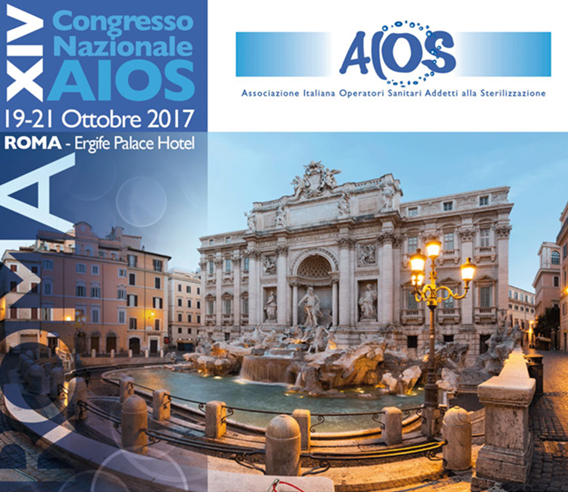 XIV
Congresso
Nazionale
AIOS
19-21 Ottobre 2017
ROMA - Ergife Palace Hotel
ROMA
AIOS
Associazione Italiana Operatori Sanitari Addetti alla Sterilizzazione